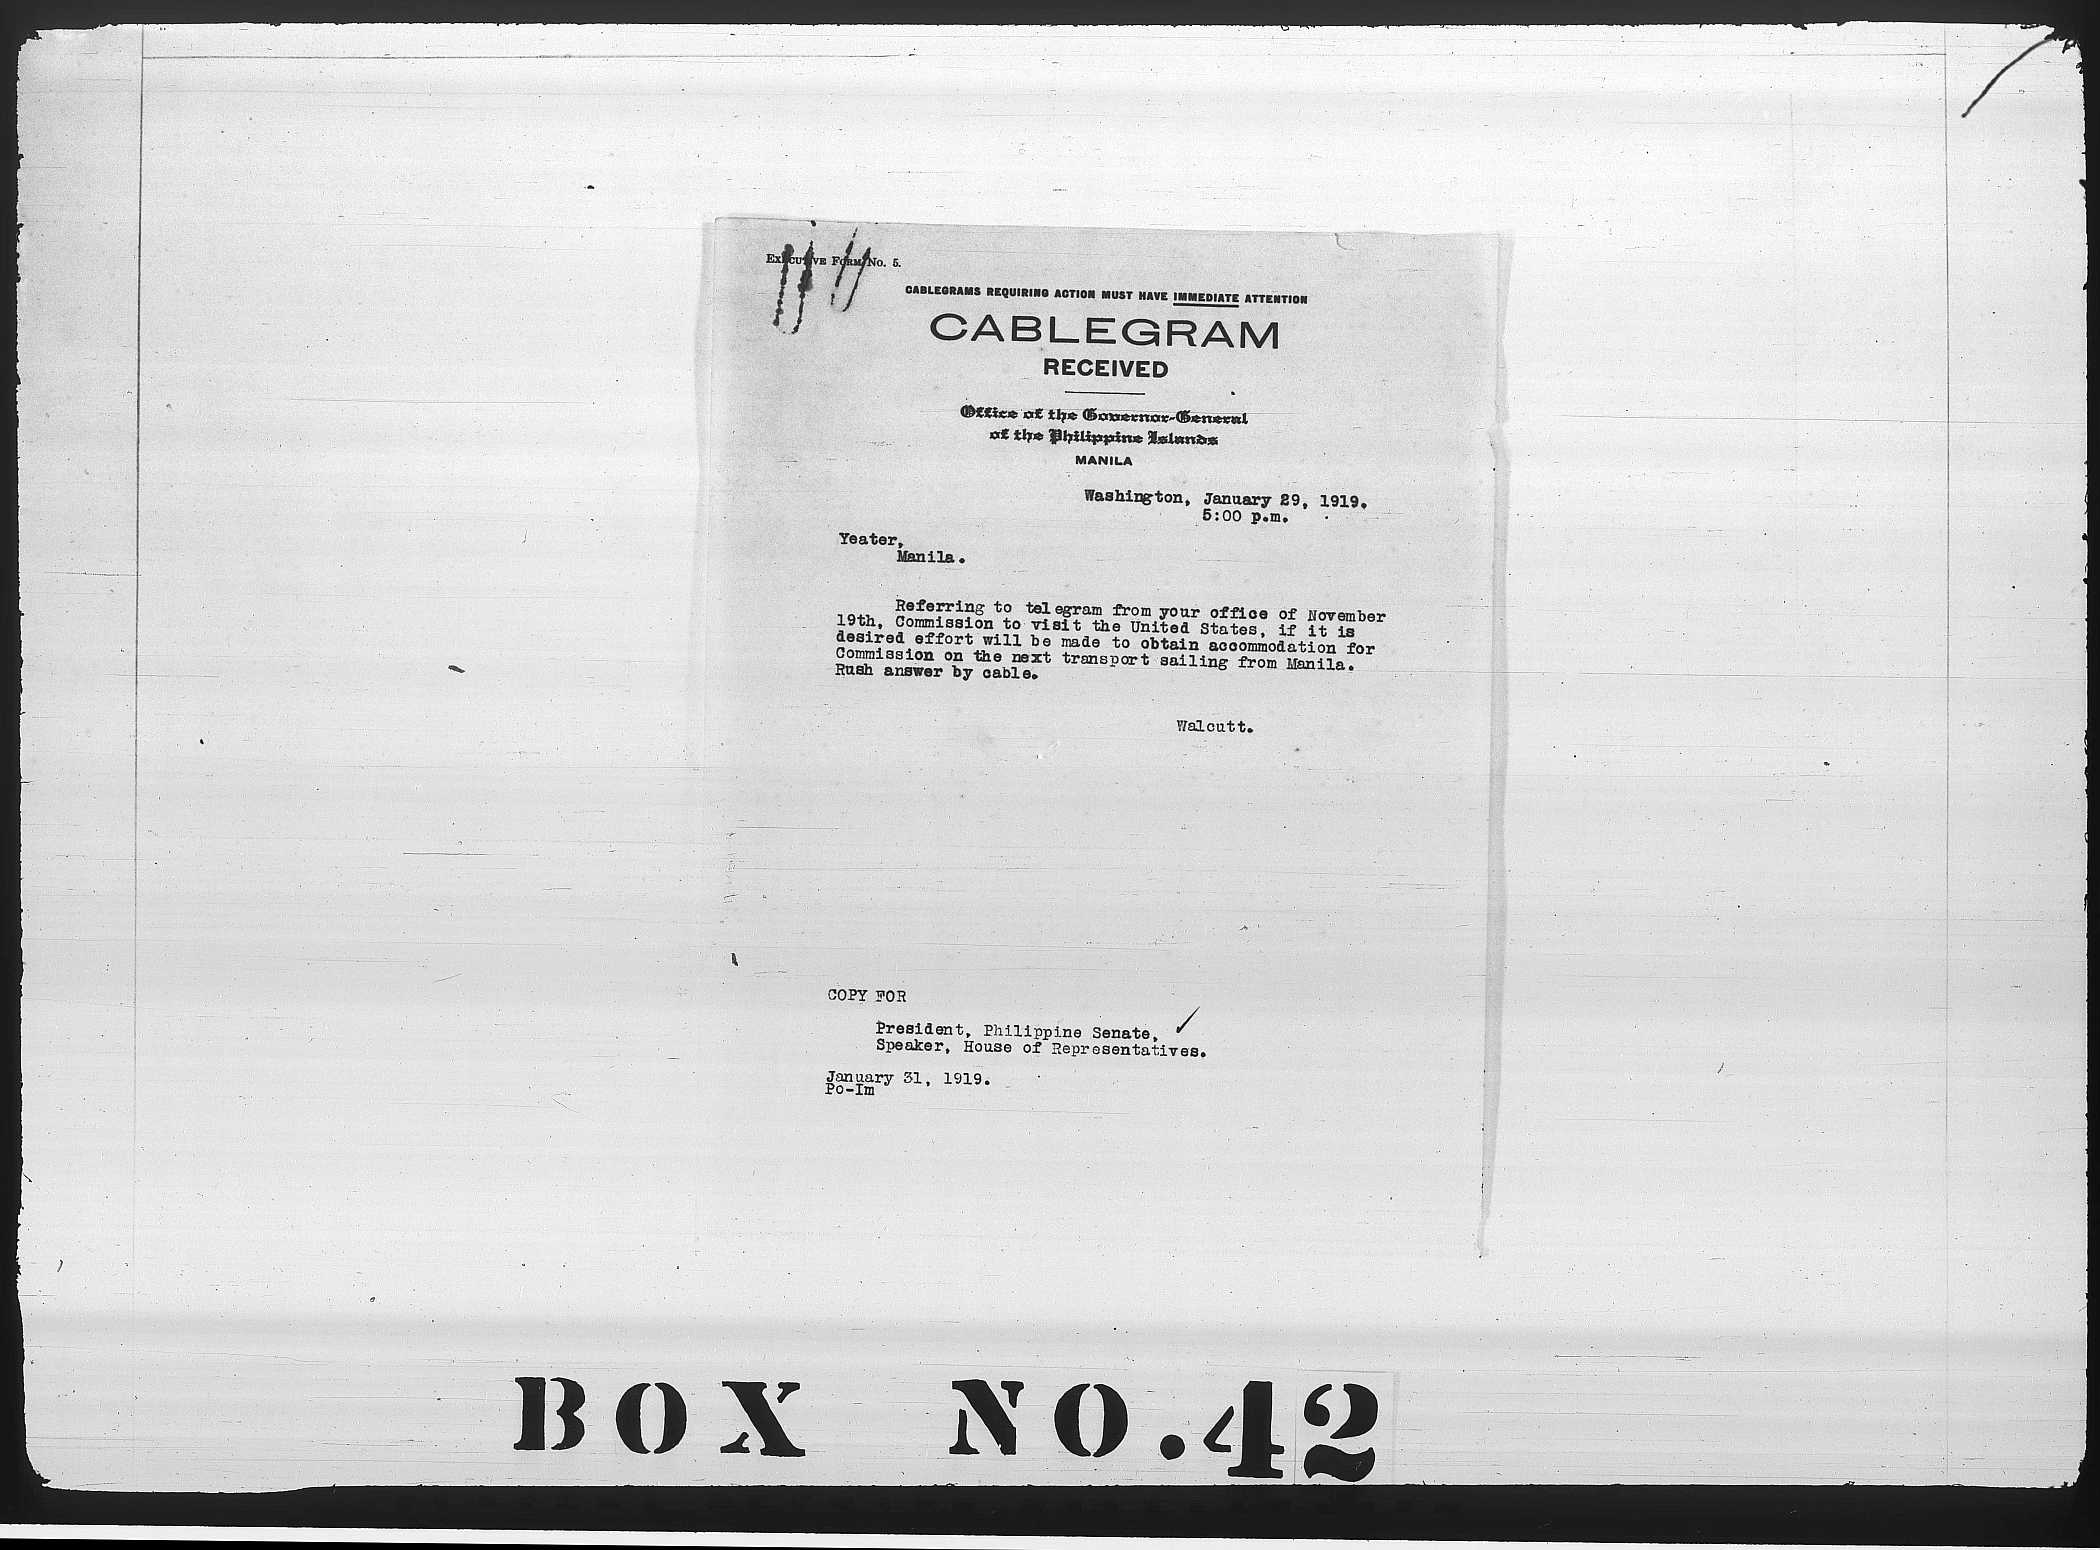 EXECUTIVE FORM No. 5.
CABLEGRAMS REQUIRING ACTION MUST HAVE IMMEDIATE ATTENTION
CABLEGRAM
RECEIVED
Office of the Governor-General
of the Philippine Islands
MANILA
Washington, January 29, 1919.
5:00 p.m.
Yeater,
Manila.
Referring to telegram from your office of November
19th, Commission to visit the United States, if it is
desired effort will be made to obtain accommodation for
Commission on the next transport sailing from Manila.
Rush answer by cable.
Walcutt.
COPY FOR
President, Philippine Senate,
Speaker, House of Representatives.
January 31, 1919.
Po-Im
BOX NO.42